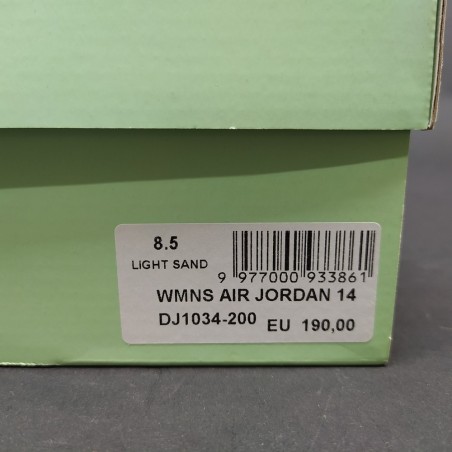 8.5
LIGHT SAND
9 977000 933861
WMNS AIR JORDAN 14
DJ1034-200 EU 190,00